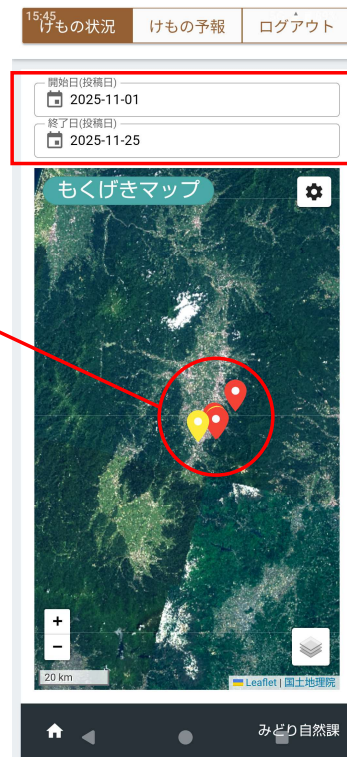 15:45
けもの状況
けもの予報
ログアウト
開始日(投稿日)
2025-11-01
終了日(投稿日)
2025-11-25
もくげきマップ
+
−
20 km
Leaflet | 国土地理院
みどり自然課